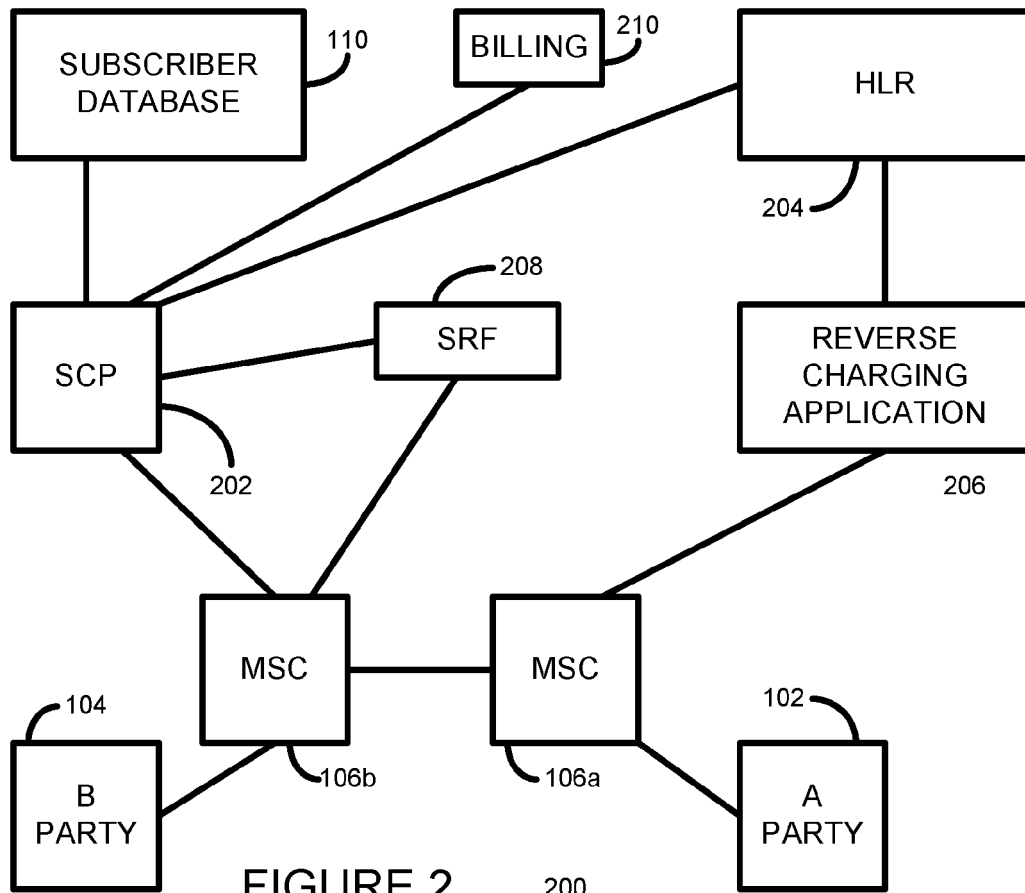 SUBSCRIBER
DATABASE
110
BILLING
210
HLR
204
208
SRF
SCP
202
REVERSE
CHARGING
APPLICATION
206
MSC
MSC
104
102
106b
106a
B
PARTY
A
PARTY
FIGURE 2
200